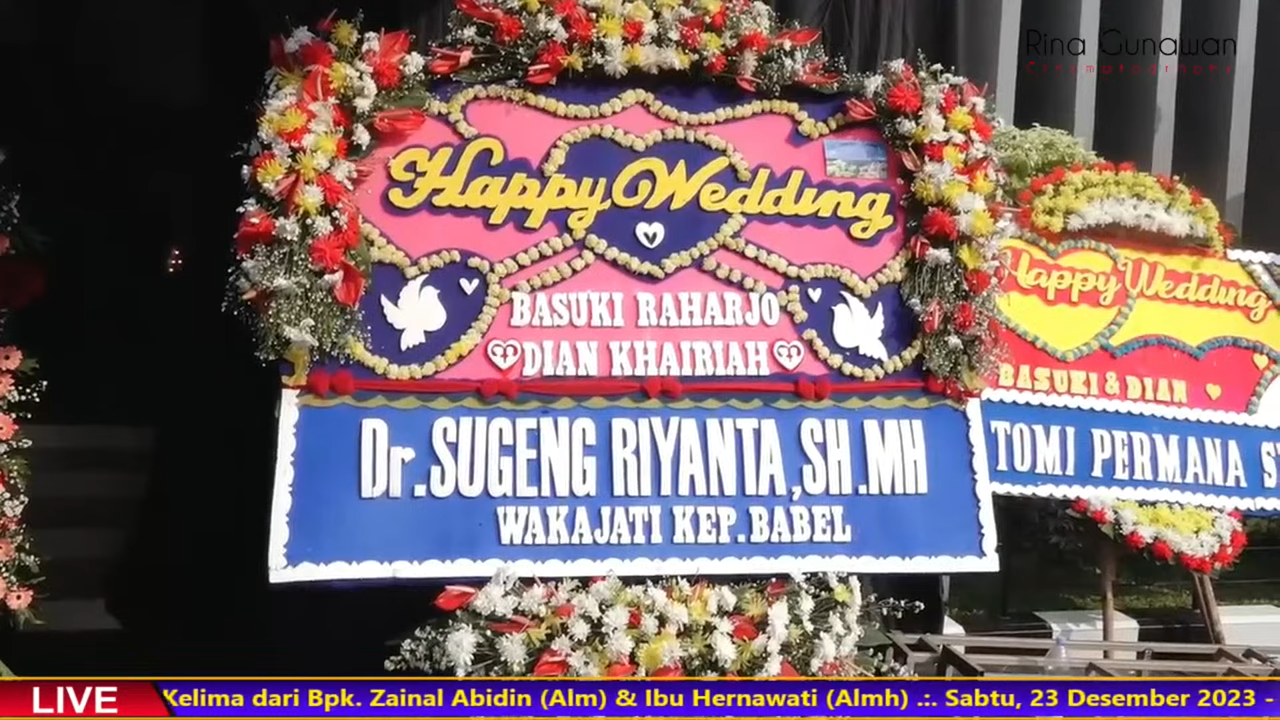 Rina Gunawan
Cinematography
Happy Wedding
BASUKI RAHARJO
DIAN KHAIRIAH
Dr. SUGENG RIYANTA, SH. MH
WAKAJATI KEP. BABEL
Happy Wedding
BASUKI & DIAN
TOMI PERMANA
LIVE
Kelima dari Bpk. Zainal Abidin (Alm) & Ibu Hernawati (Almh) .:. Sabtu, 23 Desember 2023 -